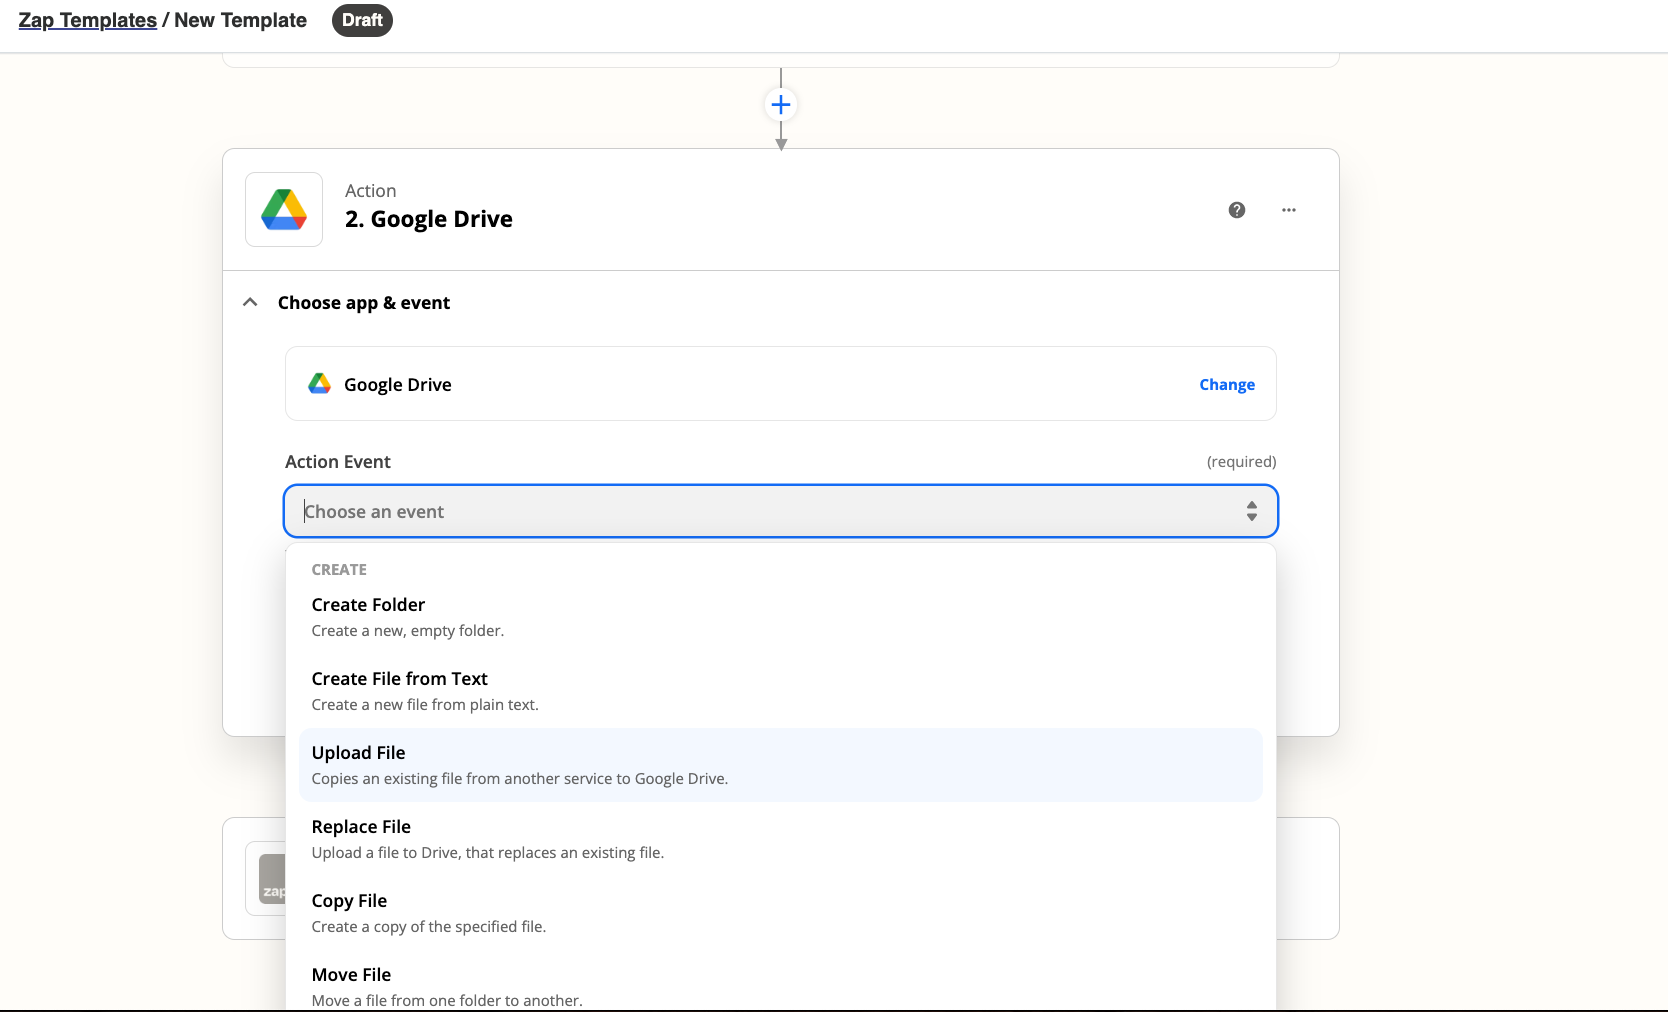 Zap Templates / New Template Draft
Action
2. Google Drive
Choose app & event
Google Drive Change
Action Event (required)
Choose an event
CREATE
Create Folder
Create a new, empty folder.
Create File from Text
Create a new file from plain text.
Upload File
Copies an existing file from another service to Google Drive.
Replace File
Upload a file to Drive, that replaces an existing file.
zap
Copy File
Create a copy of the specified file.
Move File
Move a file from one folder to another.